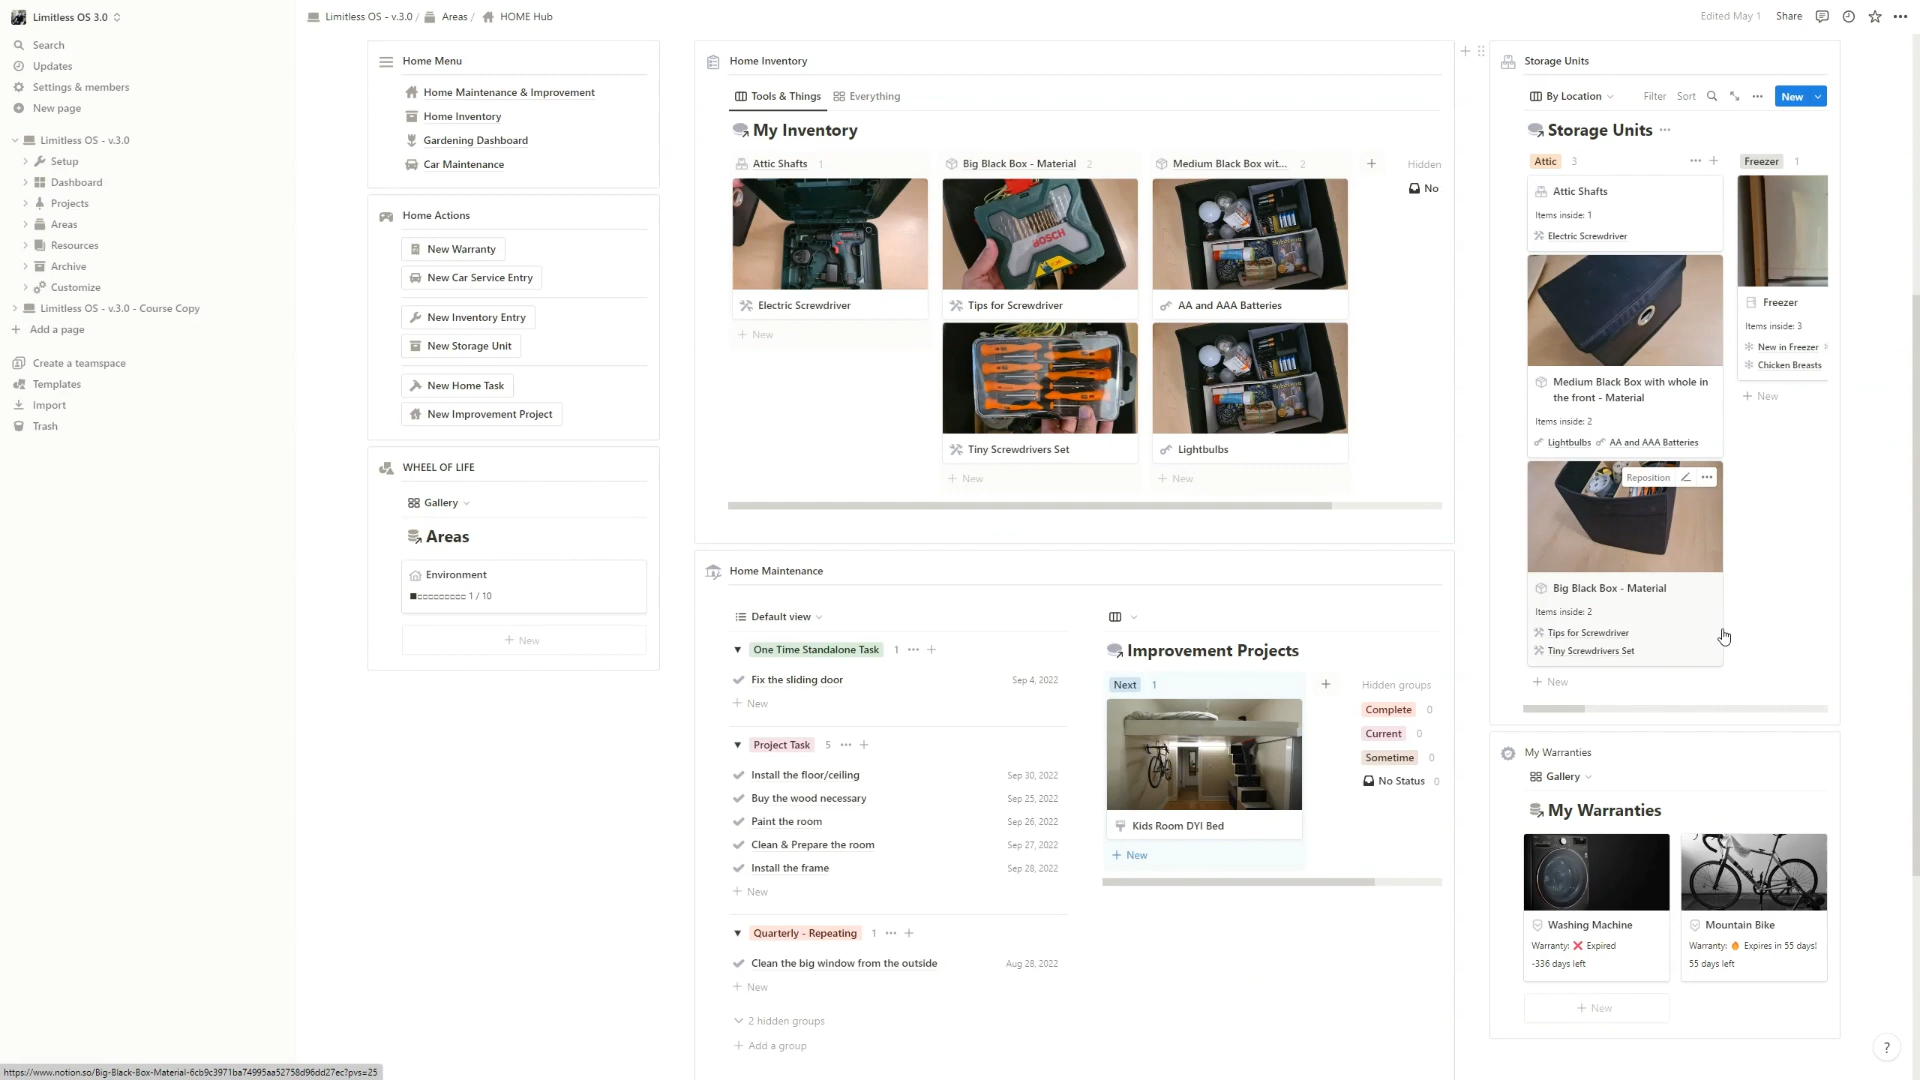 Limitless OS 3.0
Search
Updates
Settings & members
New page
Limitless OS - v.3.0
Setup
Dashboard
Projects
Areas
Resources
Archive
Customize
Limitless OS - v.3.0 - Course Copy
Add a page
Create a teamspace
Templates
Import
Trash
Limitless OS - v.3.0 / Areas / HOME Hub
Edited May 1 Share
Home Menu
Home Maintenance & Improvement
Home Inventory
Gardening Dashboard
Car Maintenance
Home Actions
New Warranty
New Car Service Entry
New Inventory Entry
New Storage Unit
New Home Task
New Improvement Project
WHEEL OF LIFE
Gallery
Areas
Environment
1 / 10
+ New
Home Inventory
Tools & Things Everything
My Inventory
Attic Shafts 1
Electric Screwdriver
+ New
Big Black Box - Material 2
BOSCH
Tips for Screwdriver
Tiny Screwdrivers Set
+ New
Medium Black Box wit... 2
AA and AAA Batteries
Lightbulbs
+ New
Hidden
No
Home Maintenance
Default view
One Time Standalone Task 1
Fix the sliding door Sep 4, 2022
+ New
Project Task 5
Install the floor/ceiling Sep 30, 2022
Buy the wood necessary Sep 25, 2022
Paint the room Sep 26, 2022
Clean & Prepare the room Sep 27, 2022
Install the frame Sep 28, 2022
+ New
Quarterly - Repeating 1
Clean the big window from the outside Aug 28, 2022
+ New
2 hidden groups
+ Add a group
Improvement Projects
Next 1
Kids Room DYI Bed
+ New
Hidden groups
Complete 0
Current 0
Sometime 0
No Status 0
Storage Units
By Location Filter Sort New
Storage Units
Attic 3
Attic Shafts
Items inside: 1
Electric Screwdriver
Medium Black Box with whole in
the front - Material
Items inside: 2
Lightbulbs AA and AAA Batteries
Reposition
Big Black Box - Material
Items inside: 2
Tips for Screwdriver
Tiny Screwdrivers Set
+ New
Freezer 1
Freezer
Items inside: 3
New in Freezer
Chicken Breasts
+ New
My Warranties
Gallery
My Warranties
Washing Machine
Warranty: ❌ Expired
-336 days left
Mountain Bike
Warranty: 🔥 Expires in 55 days!
55 days left
+ New
?
https://www.notion.so/Big-Black-Box-Material-6cb9c3971ba74995aa52758d96dd27ec?pvs=25